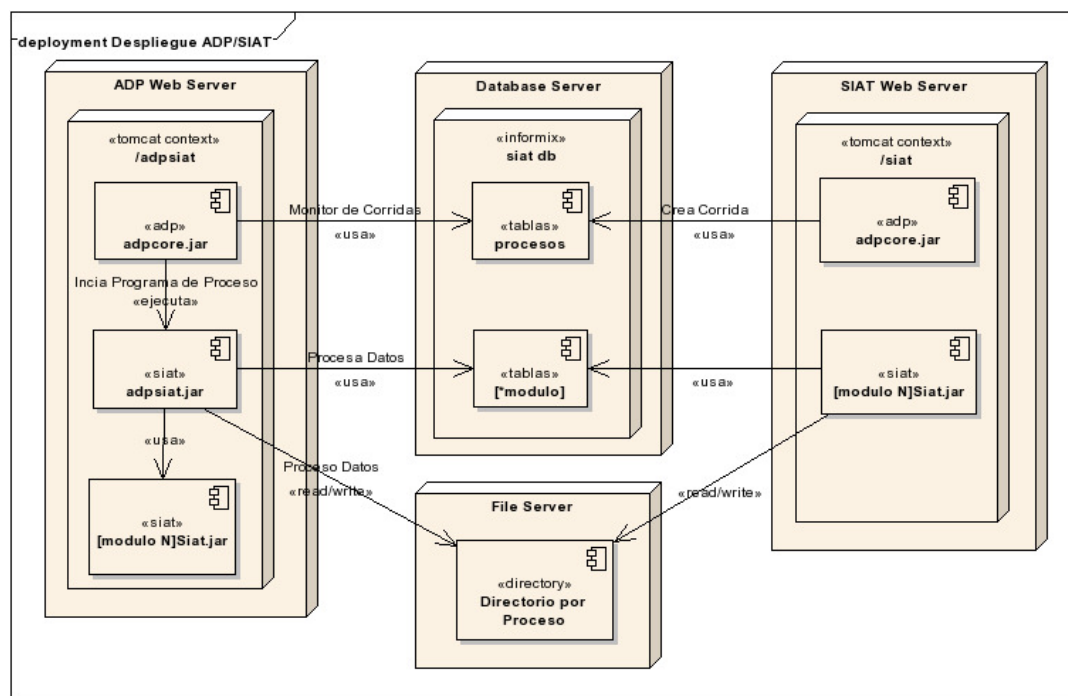 deployment Despliegue ADP/SIAT
ADP Web Server
«tomcat context»
/adpsiat
«adp»
adpcore.jar
Incia Programa de Proceso
«ejecuta»
«siat»
adpsiat.jar
«usa»
«siat»
[modulo N]Siat.jar
Monitor de Corridas
«usa»
Procesa Datos
«usa»
Proceso Datos
«read/write»
Database Server
«informix»
siat db
«tablas»
procesos
«tablas»
[*modulo]
File Server
«directory»
Directorio por
Proceso
Crea Corrida
«usa»
«usa»
«read/write»
SIAT Web Server
«tomcat context»
/siat
«adp»
adpcore.jar
«siat»
[modulo N]Siat.jar